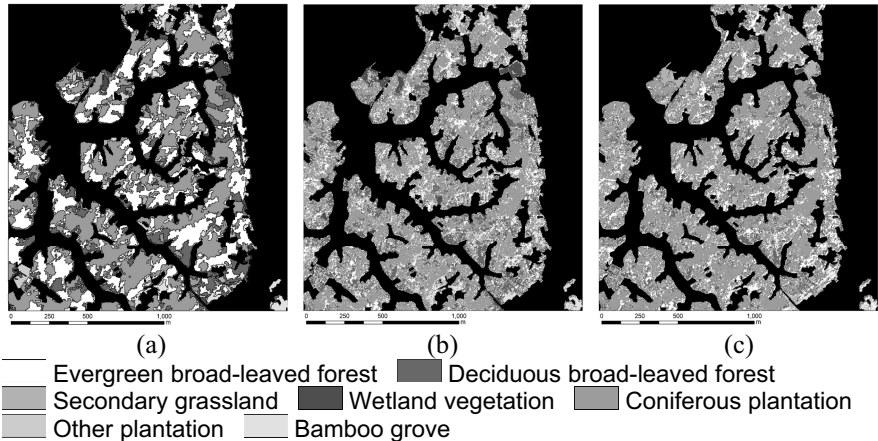 0 250 500 1,000 0 250 500 1,000 0 250 500 1,000
m m m
(a) (b) (c)
Evergreen broad-leaved forest Deciduous broad-leaved forest
Secondary grassland Wetland vegetation Coniferous plantation
Other plantation Bamboo grove